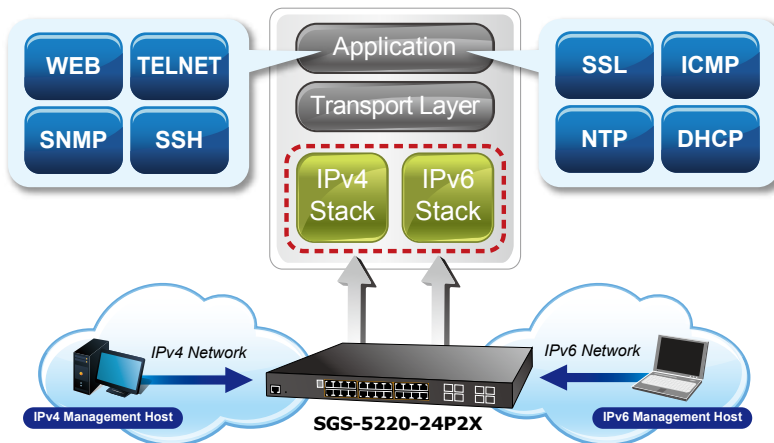 Application
WEB TELNET
SNMP SSH
SSL ICMP
NTP DHCP
Transport Layer
IPv4
Stack
IPv6
Stack
IPv4 Network
IPv6 Network
IPv4 Management Host
SGS-5220-24P2X
IPv6 Management Host